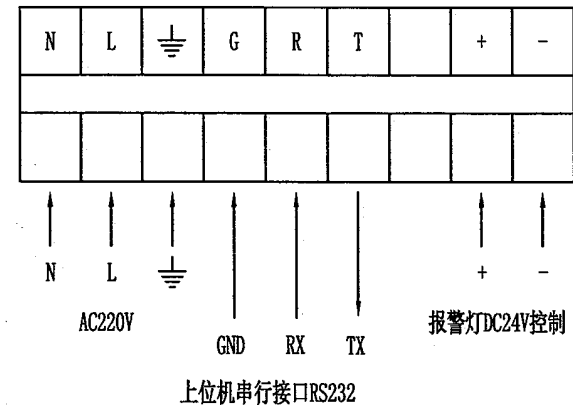 N L G R T + -
N L + -
AC220V 报警灯DC24V控制
GND RX TX
上位机串行接口RS232